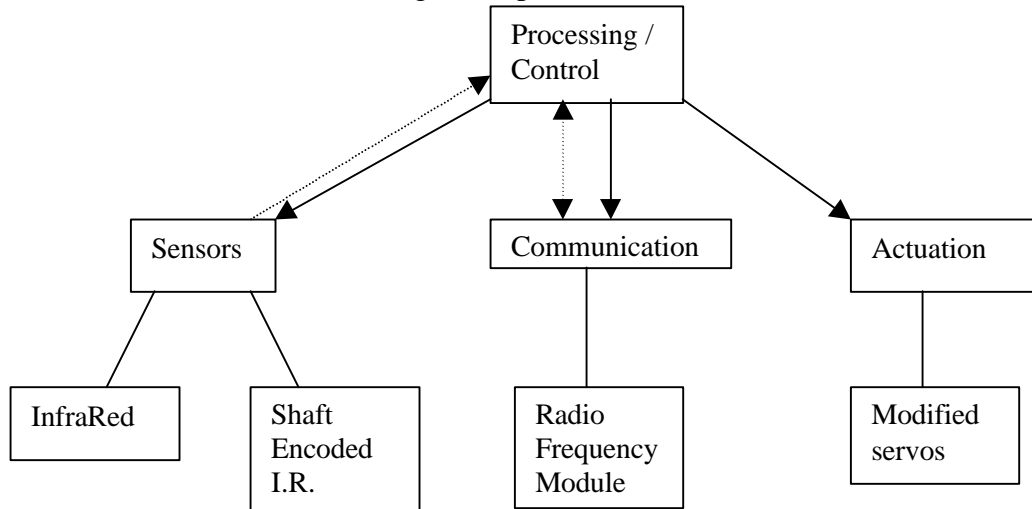 Processing /
Control
Sensors
Communication
Actuation
InfraRed
Shaft
Encoded
I.R.
Radio
Frequency
Module
Modified
servos